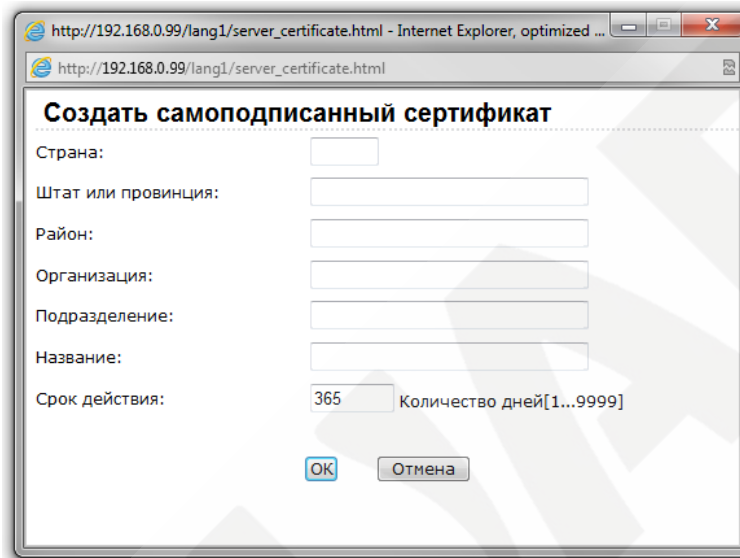 http://192.168.0.99/lang1/server_certificate.html - Internet Explorer, optimized ...
http://192.168.0.99/lang1/server_certificate.html
Создать самоподписанный сертификат
Страна:
Штат или провинция:
Район:
Организация:
Подразделение:
Название:
Срок действия: 365 Количество дней[1...9999]
OK Отмена